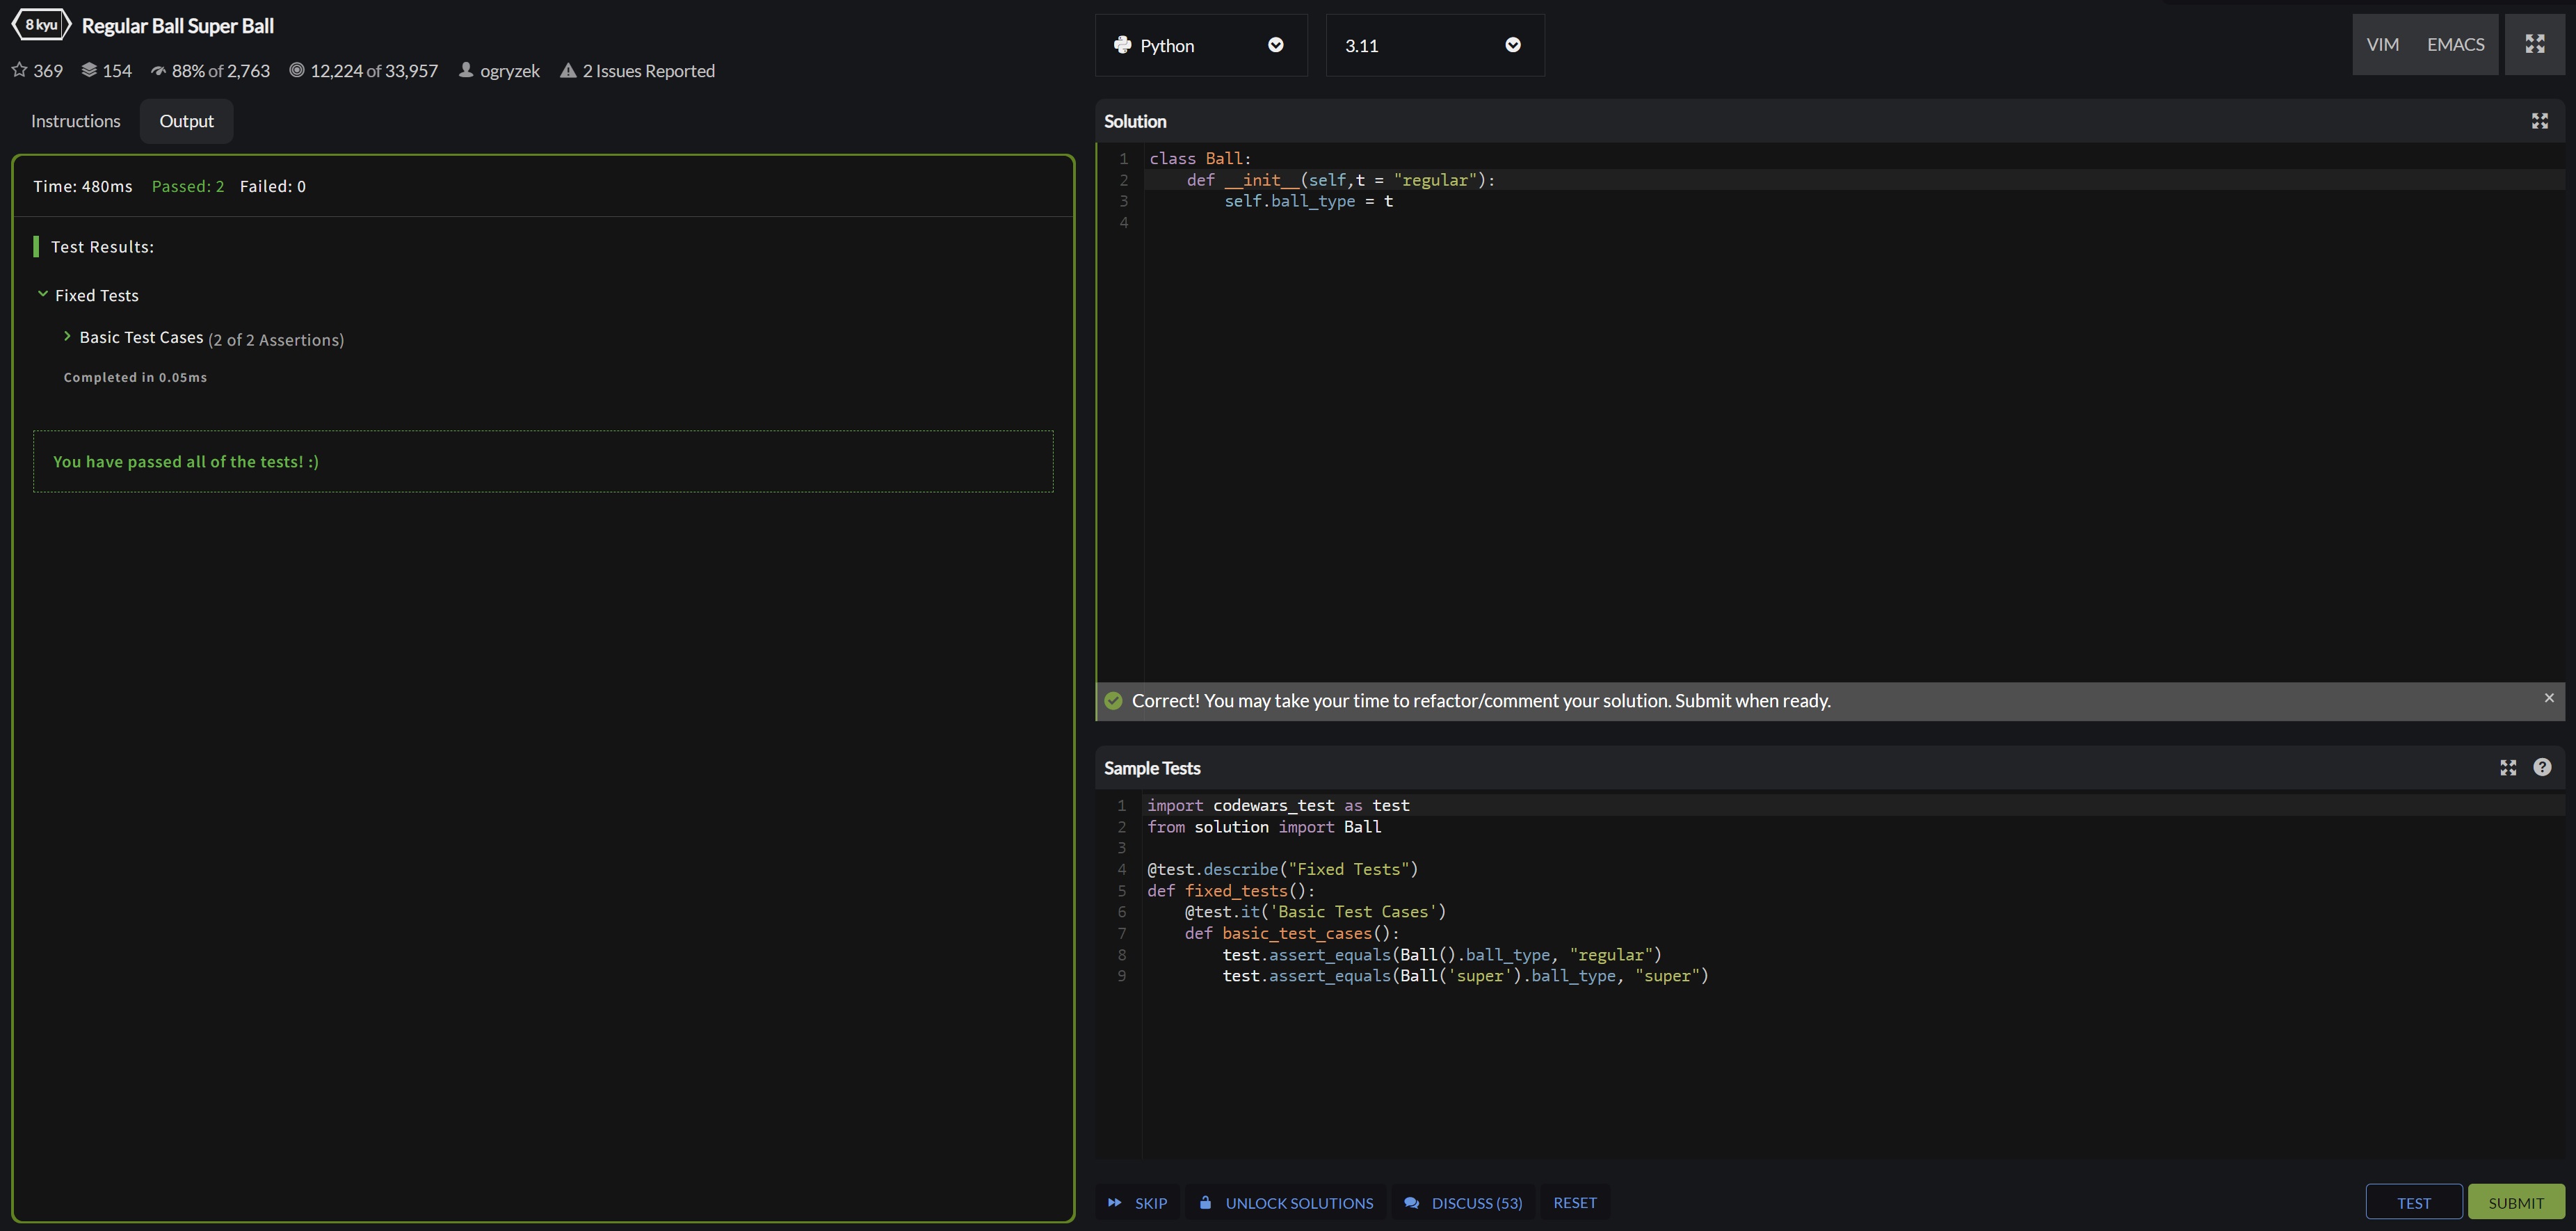 8 kyu Regular Ball Super Ball
369 154 88% of 2,763 12,224 of 33,957 ogryzek 2 Issues Reported
Instructions Output
Time: 480ms Passed: 2 Failed: 0
Test Results:
Fixed Tests
Basic Test Cases (2 of 2 Assertions)
Completed in 0.05ms
You have passed all of the tests! :)
Python 3.11 VIM EMACS
Solution
1 class Ball:
2 def __init__(self,t = "regular"):
3 self.ball_type = t
4
Correct! You may take your time to refactor/comment your solution. Submit when ready. ×
Sample Tests ?
1 import codewars_test as test
2 from solution import Ball
3
4 @test.describe("Fixed Tests")
5 def fixed_tests():
6 @test.it('Basic Test Cases')
7 def basic_test_cases():
8 test.assert_equals(Ball().ball_type, "regular")
9 test.assert_equals(Ball('super').ball_type, "super")
SKIP UNLOCK SOLUTIONS DISCUSS (53) RESET TEST SUBMIT